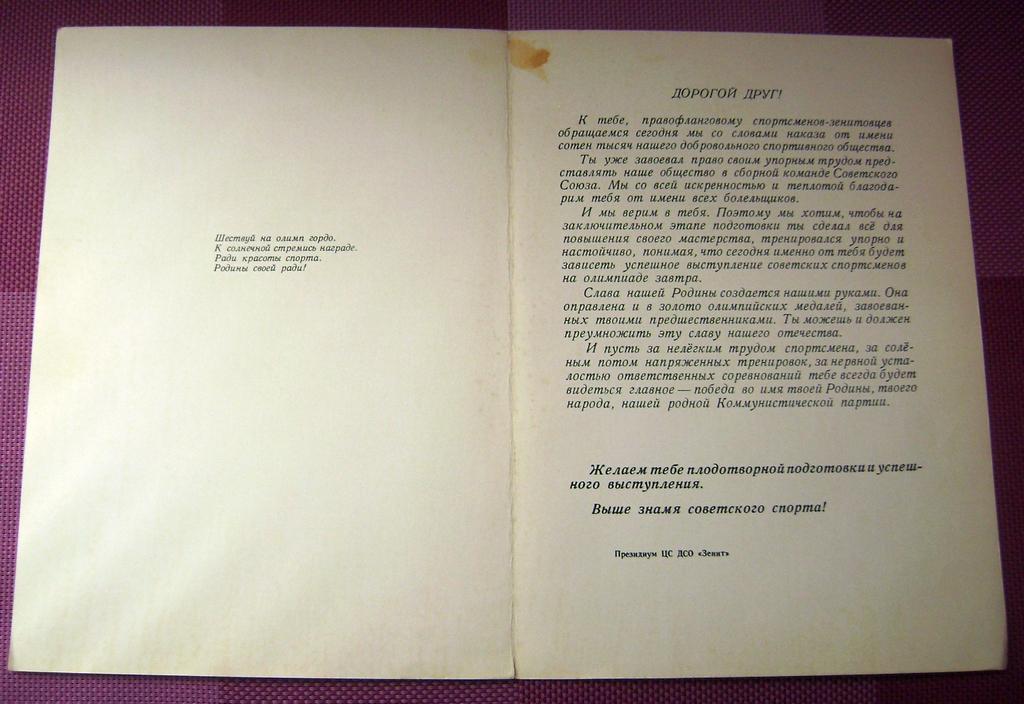 Шествуй на олимп гордо.
К солнечной стремись награде.
Ради красоты спорта.
Родины своей ради!
ДОРОГОЙ ДРУГ!
К тебе, правофланговому спортсменов-зенитовцев
обращаемся сегодня мы со словами наказа от имени
сотен тысяч нашего добровольного спортивного общества.
Ты уже завоевал право своим упорным трудом пред-
ставлять наше общество в сборной команде Советского
Союза. Мы со всей искренностью и теплотой благода-
рим тебя от имени всех болельщиков.
И мы верим в тебя. Поэтому мы хотим, чтобы на
заключительном этапе подготовки ты сделал всё для
повышения своего мастерства, тренировался упорно и
настойчиво, понимая, что сегодня именно от тебя будет
зависеть успешное выступление советских спортсменов
на олимпиаде завтра.
Слава нашей Родины создается нашими руками. Она
оправлена и в золото олимпийских медалей, завоеван-
ных твоими предшественниками. Ты можешь и должен
преумножить эту славу нашего отечества.
И пусть за нелёгким трудом спортсмена, за солё-
ным потом напряженных тренировок, за нервной уста-
лостью ответственных соревнований тебе всегда будет
видеться главное — победа во имя твоей Родины, твоего
народа, нашей родной Коммунистической партии.
Желаем тебе плодотворной подготовки и успеш-
ного выступления.
Выше знамя советского спорта!
Президиум ЦС ДСО «Зенит»